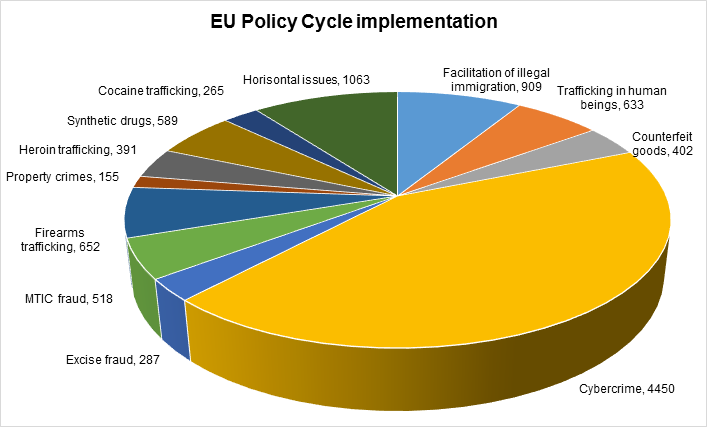 EU Policy Cycle implementation
Horisontal issues, 1063
Facilitation of illegal
immigration, 909
Trafficking in human
beings, 633
Counterfeit
goods, 402
Cybercrime, 4450
Excise fraud, 287
MTIC fraud, 518
Firearms
trafficking, 652
Property crimes, 155
Heroin trafficking, 391
Synthetic drugs, 589
Cocaine trafficking, 265